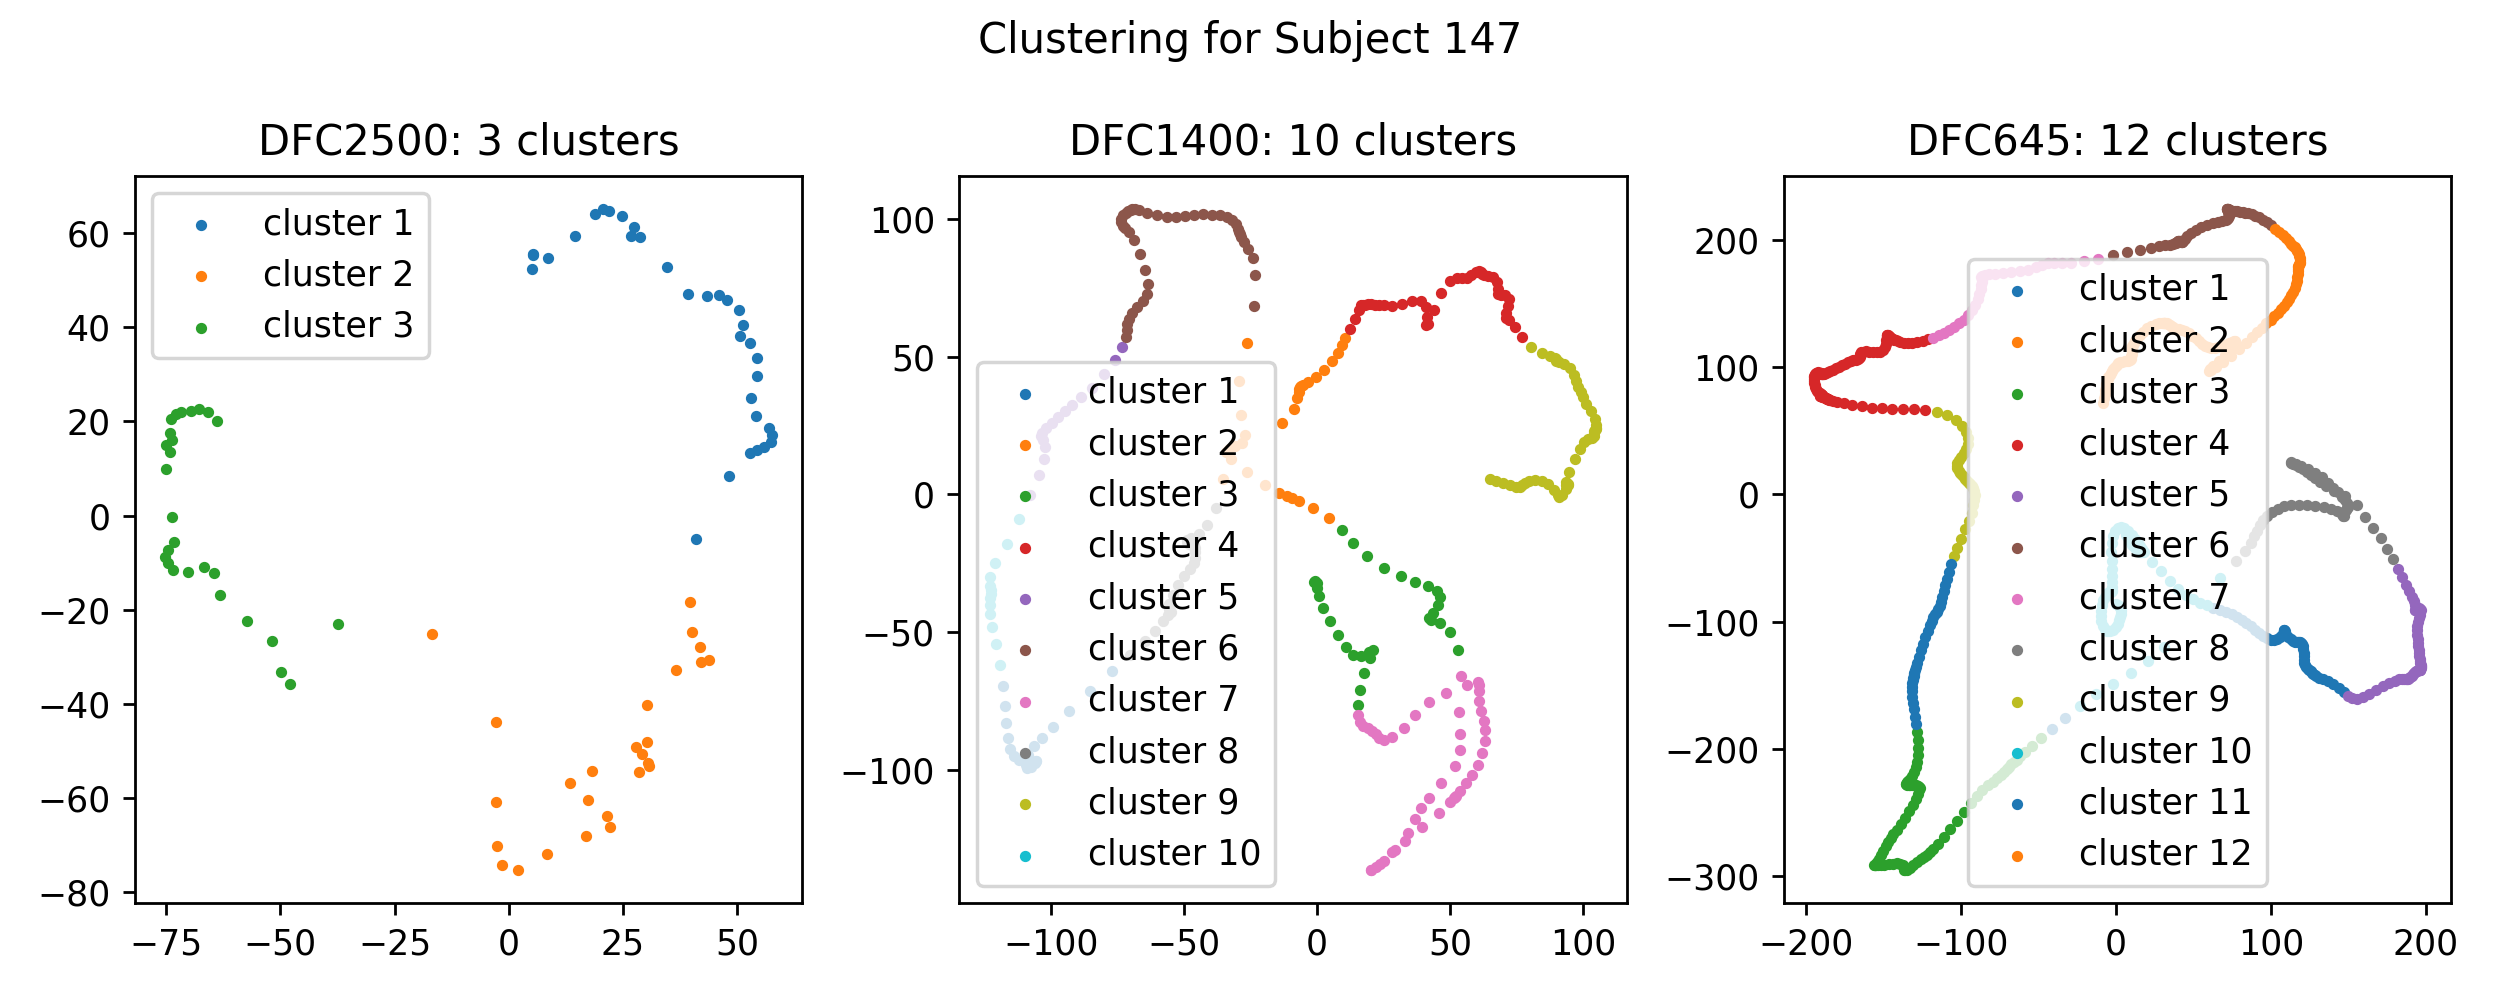 Clustering for Subject 147
DFC2500: 3 clusters
60
40
20
0
−20
−40
−60
−80
−75
−50
−25
0
25
50
cluster 1
cluster 2
cluster 3
DFC1400: 10 clusters
100
50
0
−50
−100
−100
−50
0
50
100
cluster 1
cluster 2
cluster 3
cluster 4
cluster 5
cluster 6
cluster 7
cluster 8
cluster 9
cluster 10
DFC645: 12 clusters
200
100
0
−100
−200
−300
−200
−100
0
100
200
cluster 1
cluster 2
cluster 3
cluster 4
cluster 5
cluster 6
cluster 7
cluster 8
cluster 9
cluster 10
cluster 11
cluster 12